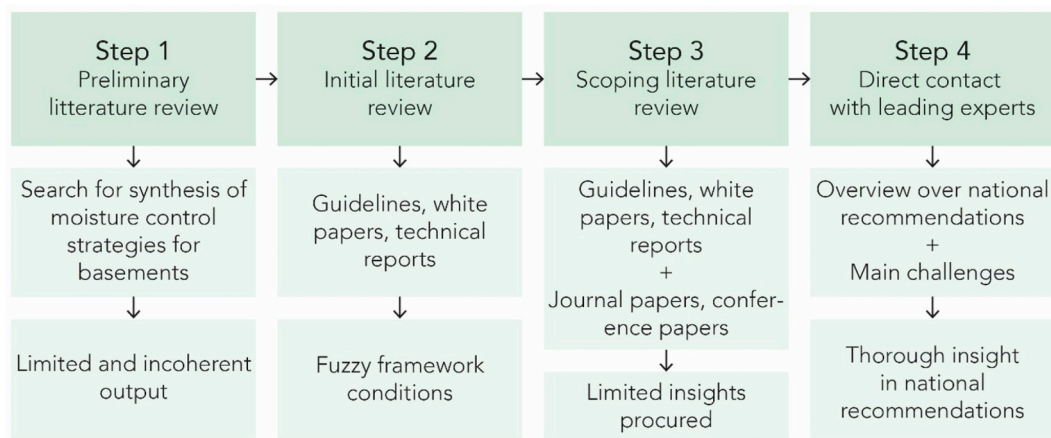 Step 1
Preliminary
litterature review
Search for synthesis of
moisture control
strategies for
basements
Limited and incoherent
output
Step 2
Initial literature
review
Guidelines, white
papers, technical
reports
Fuzzy framework
conditions
Step 3
Scoping literature
review
Guidelines, white
papers, technical
reports
+
Journal papers, confer-
ence papers
Limited insights
procured
Step 4
Direct contact
with leading experts
Overview over national
recommendations
+
Main challenges
Thorough insight
in national
recommendations